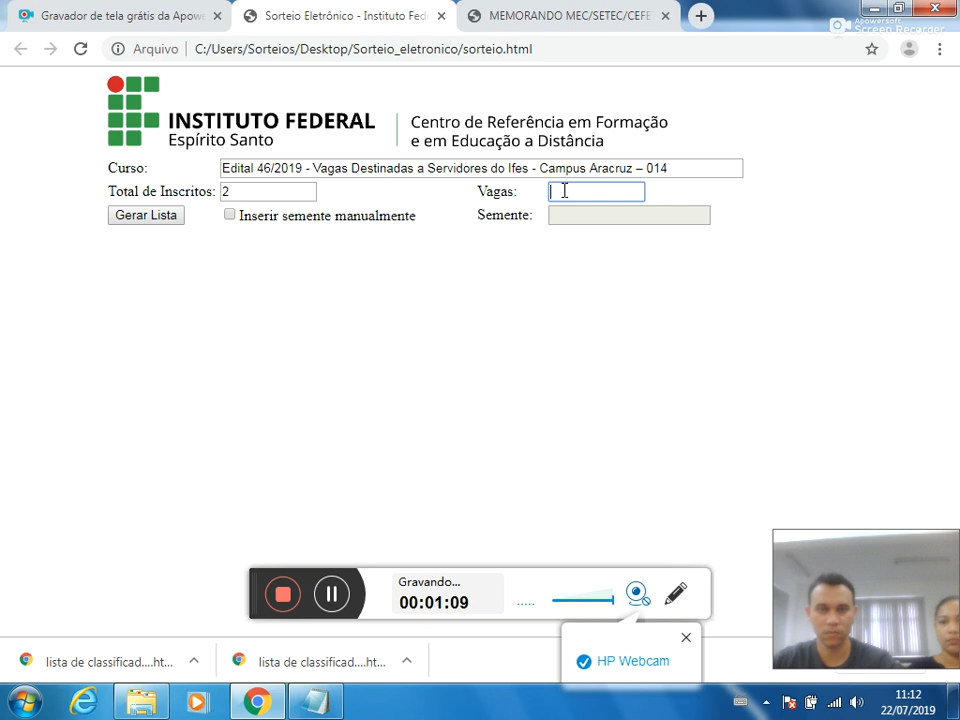 Gravador de tela grátis da Apowe
Sorteio Eletrônico - Instituto Fed
MEMORANDO MEC/SETEC/CEFE
Apowersoft
Screen Recorder
Arquivo
C:/Users/Sorteios/Desktop/Sorteio_eletronico/sorteio.html
INSTITUTO FEDERAL
Espírito Santo
Centro de Referência em Formação
e em Educação a Distância
Curso:
Edital 46/2019 - Vagas Destinadas a Servidores do Ifes - Campus Aracruz – 014
Total de Inscritos: 2
Vagas:
Gerar Lista
Inserir semente manualmente
Semente:
Gravando...
00:01:09
HP Webcam
lista de classificad....ht...
lista de classificad....ht...
11:12
22/07/2019